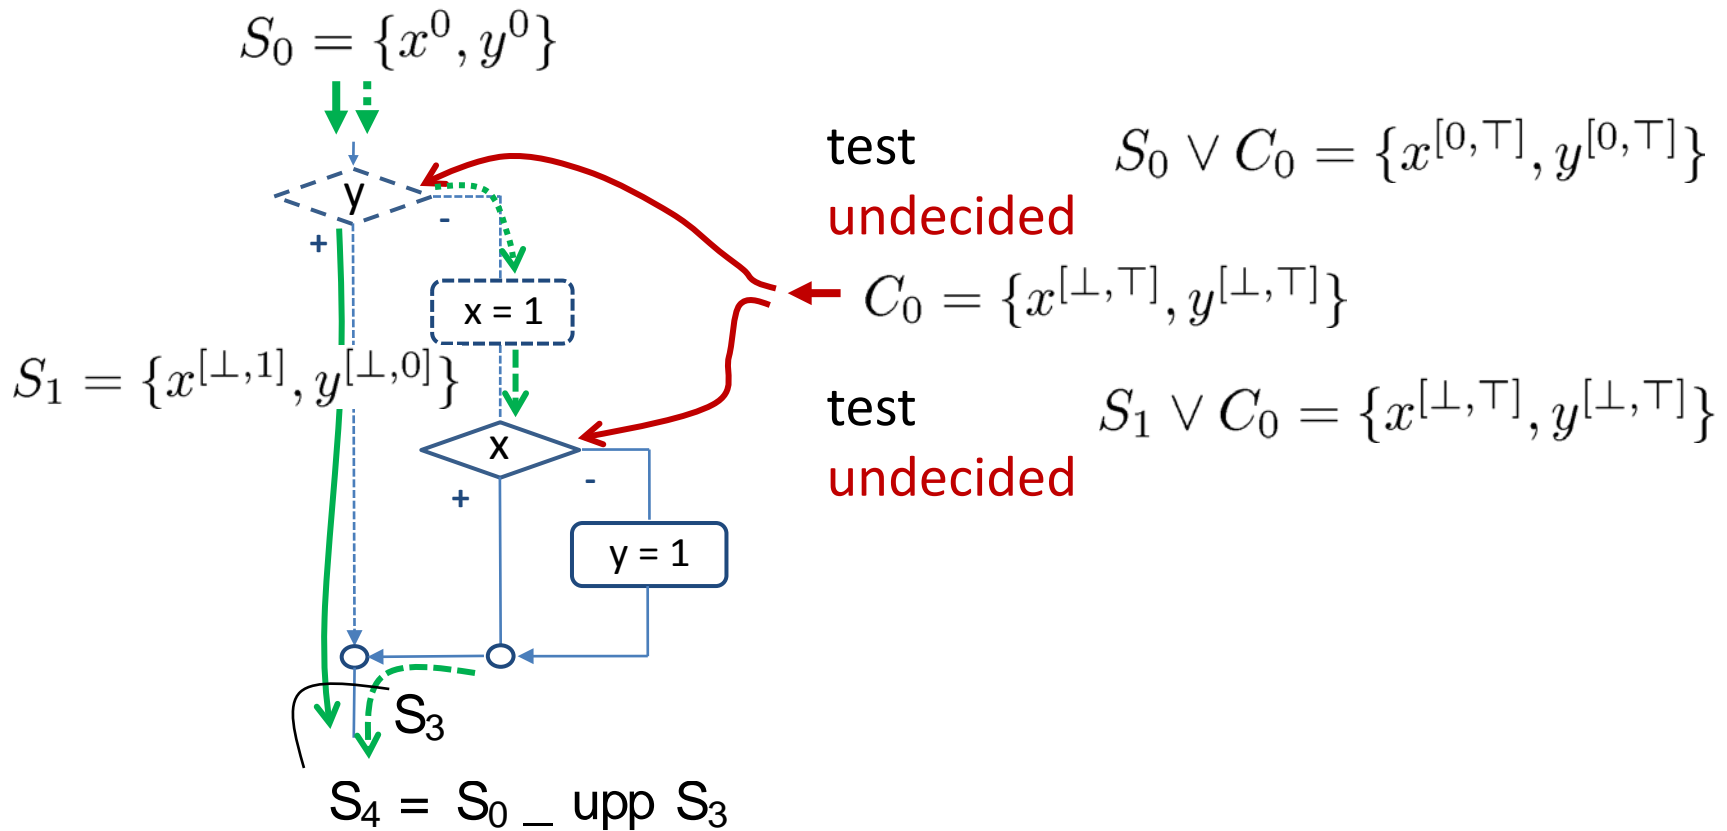 S₀ = {x⁰, y⁰}
test
undecided
S₀ ∨ C₀ = {x^[0,⊤], y^[0,⊤]}
y
+
-
x = 1
C₀ = {x^[⊥,⊤], y^[⊥,⊤]}
S₁ = {x^[⊥,1], y^[⊥,0]}
test
undecided
S₁ ∨ C₀ = {x^[⊥,⊤], y^[⊥,⊤]}
x
+
-
y = 1
S₃
S₄ = S₀ _ upp S₃